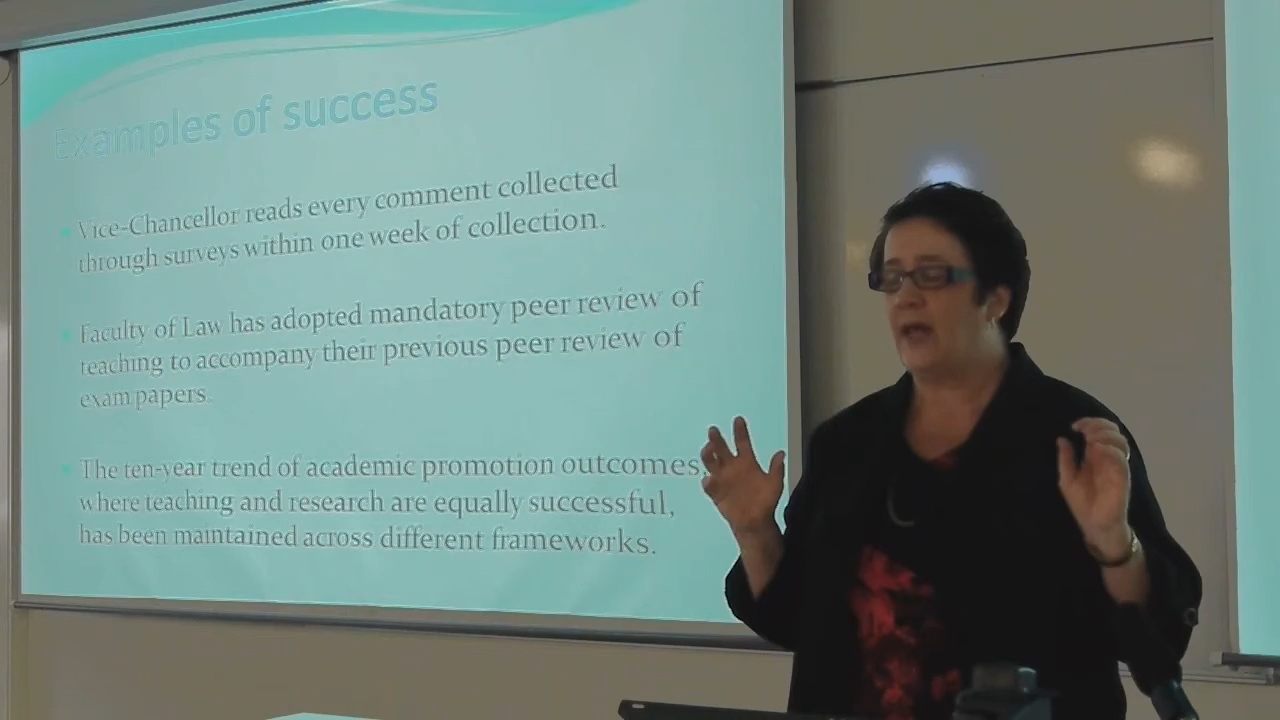 Examples of success
Vice-Chancellor reads every comment collected
through surveys within one week of collection.
Faculty of Law has adopted mandatory peer review of
teaching to accompany their previous peer review of
exam papers.
The ten-year trend of academic promotion outcomes,
where teaching and research are equally successful,
has been maintained across different frameworks.